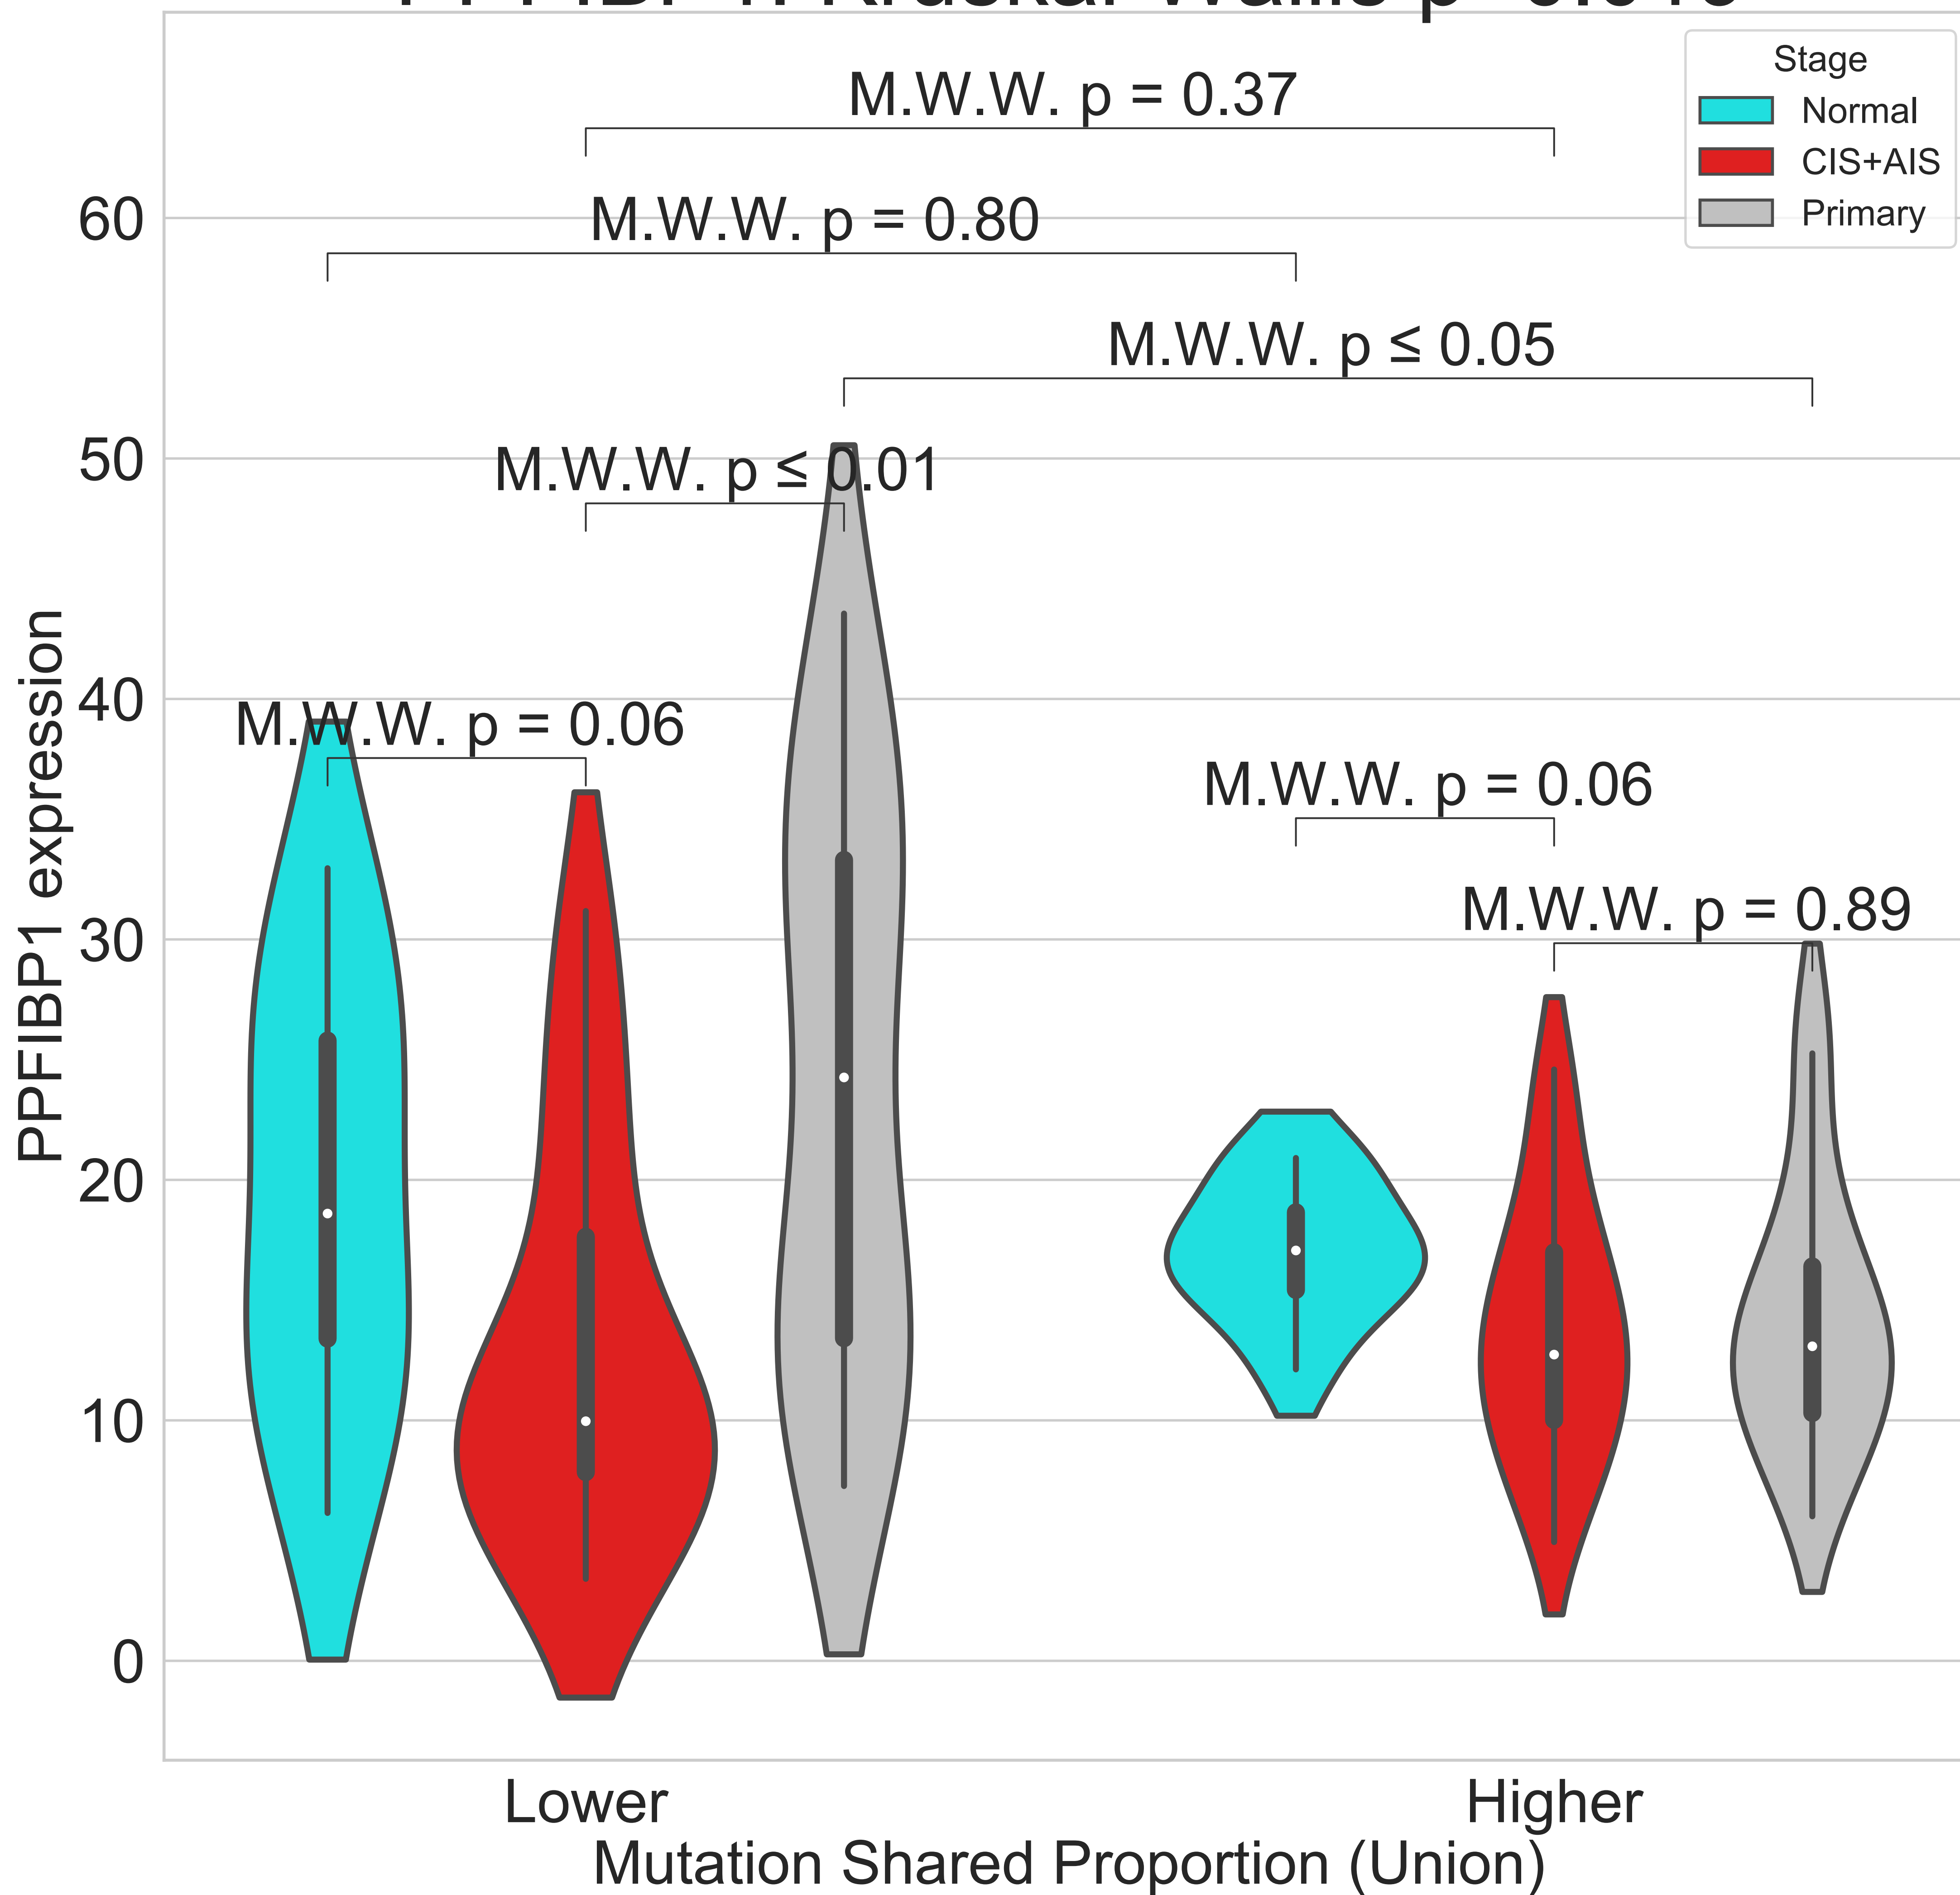 Stage
Normal
CIS+AIS
Primary
M.W.W. p = 0.37
M.W.W. p = 0.80
M.W.W. p ≤ 0.05
M.W.W. p ≤ 0.01
M.W.W. p = 0.06
M.W.W. p = 0.06
M.W.W. p = 0.89
PPFIBP1 expression
60
50
40
30
20
10
0
Lower
Higher
Mutation Shared Proportion (Union)